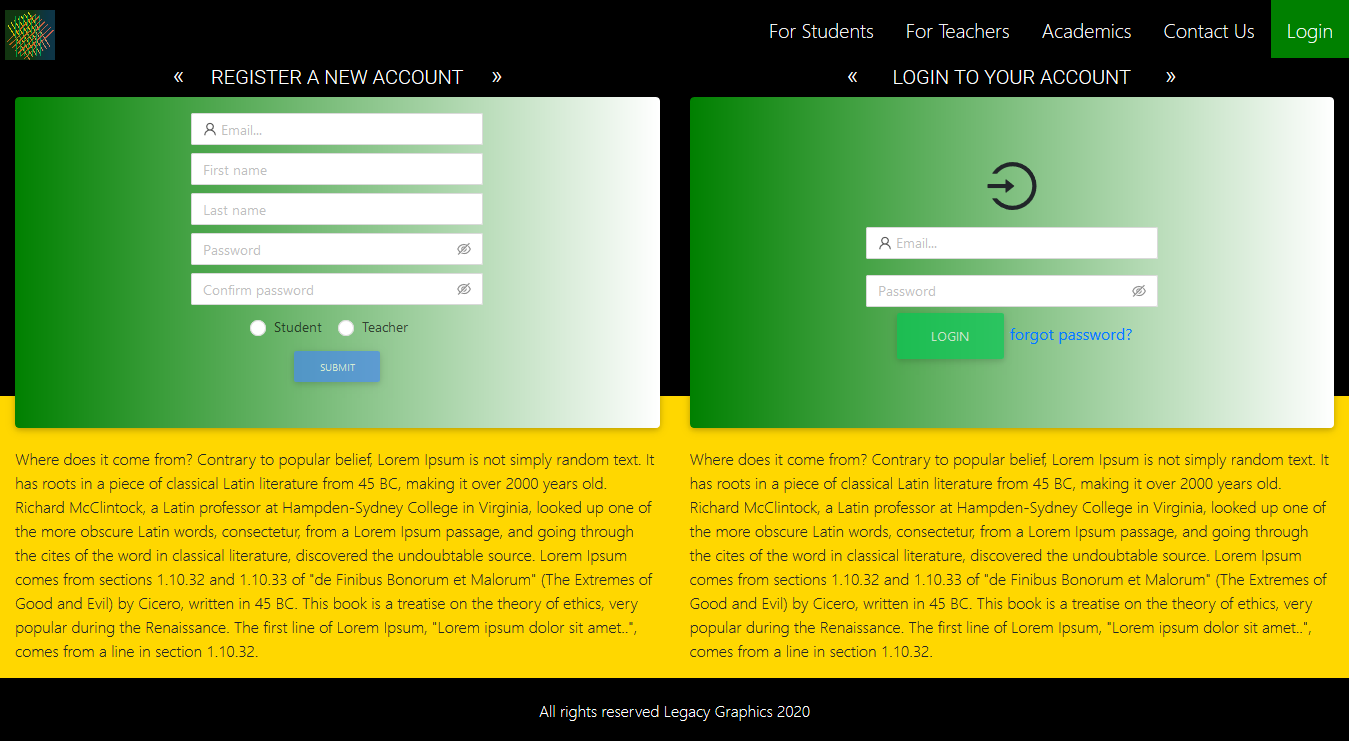 For Students For Teachers Academics Contact Us Login
« REGISTER A NEW ACCOUNT »
Email...
First name
Last name
Password
Confirm password
Student Teacher
SUBMIT
Where does it come from? Contrary to popular belief, Lorem Ipsum is not simply random text. It
has roots in a piece of classical Latin literature from 45 BC, making it over 2000 years old.
Richard McClintock, a Latin professor at Hampden-Sydney College in Virginia, looked up one of
the more obscure Latin words, consectetur, from a Lorem Ipsum passage, and going through
the cites of the word in classical literature, discovered the undoubtable source. Lorem Ipsum
comes from sections 1.10.32 and 1.10.33 of "de Finibus Bonorum et Malorum" (The Extremes of
Good and Evil) by Cicero, written in 45 BC. This book is a treatise on the theory of ethics, very
popular during the Renaissance. The first line of Lorem Ipsum, "Lorem ipsum dolor sit amet..",
comes from a line in section 1.10.32.
« LOGIN TO YOUR ACCOUNT »
Email...
Password
LOGIN forgot password?
Where does it come from? Contrary to popular belief, Lorem Ipsum is not simply random text. It
has roots in a piece of classical Latin literature from 45 BC, making it over 2000 years old.
Richard McClintock, a Latin professor at Hampden-Sydney College in Virginia, looked up one of
the more obscure Latin words, consectetur, from a Lorem Ipsum passage, and going through
the cites of the word in classical literature, discovered the undoubtable source. Lorem Ipsum
comes from sections 1.10.32 and 1.10.33 of "de Finibus Bonorum et Malorum" (The Extremes of
Good and Evil) by Cicero, written in 45 BC. This book is a treatise on the theory of ethics, very
popular during the Renaissance. The first line of Lorem Ipsum, "Lorem ipsum dolor sit amet..",
comes from a line in section 1.10.32.
All rights reserved Legacy Graphics 2020